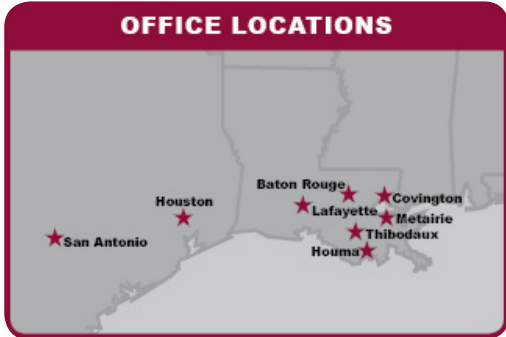 OFFICE LOCATIONS
Baton Rouge
Houston
Covington
Lafayette
Metairie
San Antonio
Thibodaux
Houma